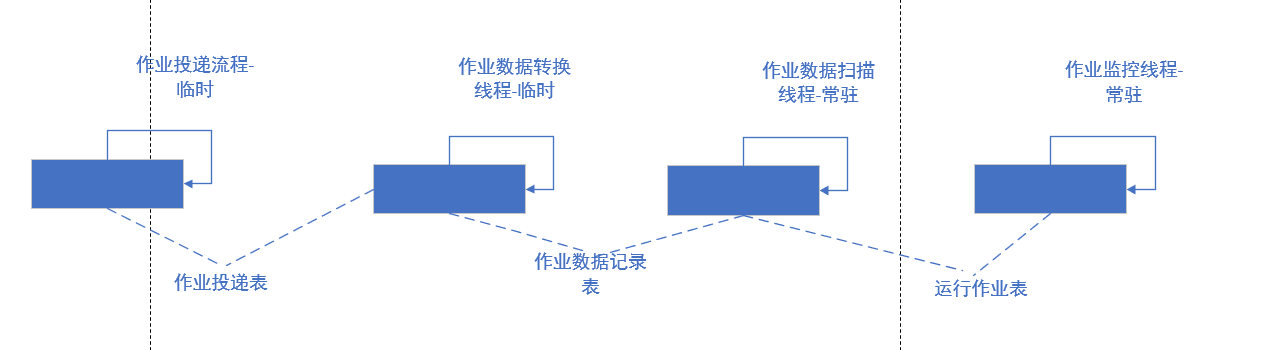 作业投递流程-
临时
作业数据转换
线程-临时
作业数据扫描
线程-常驻
作业监控线程-
常驻
作业投递表
作业数据记录
表
运行作业表